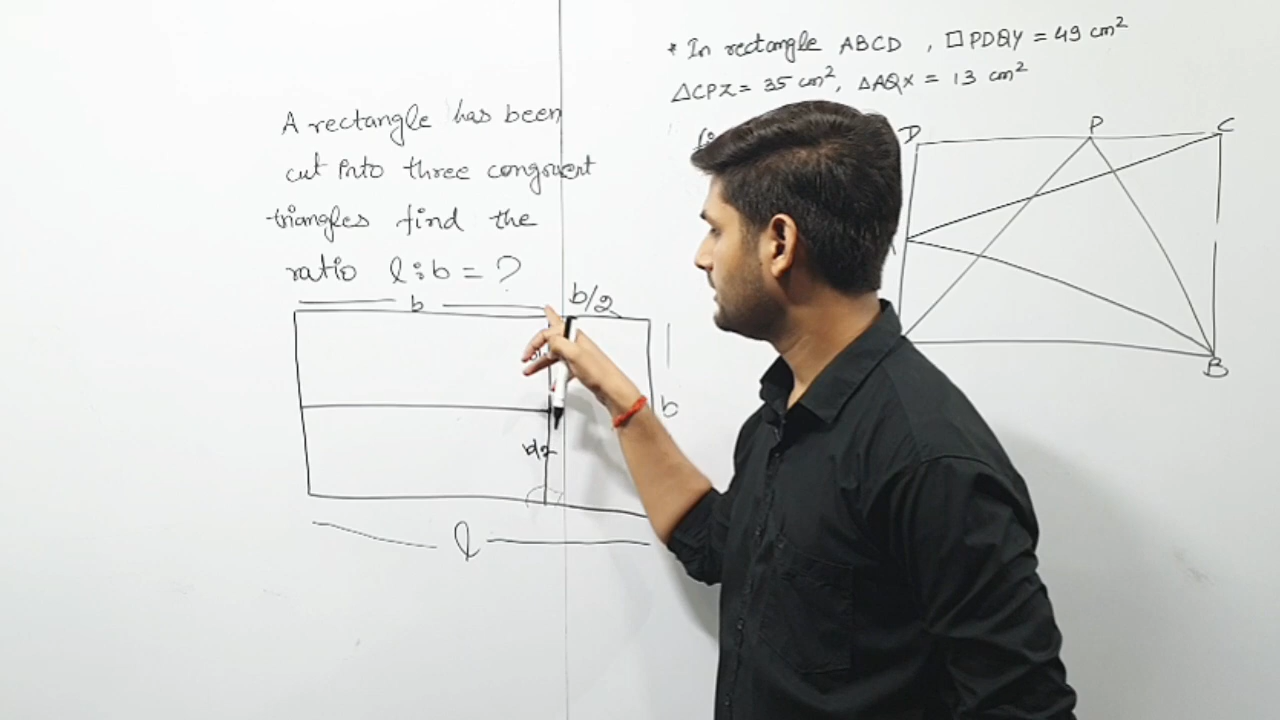 A rectangle has been
cut into three congruent
triangles find the
ratio l:b = ?
b
b/2
b
b/2
l
* In rectangle ABCD, □PDQY = 49 cm²
△CPZ = 35 cm², △AQX = 13 cm²
D
P
C
B